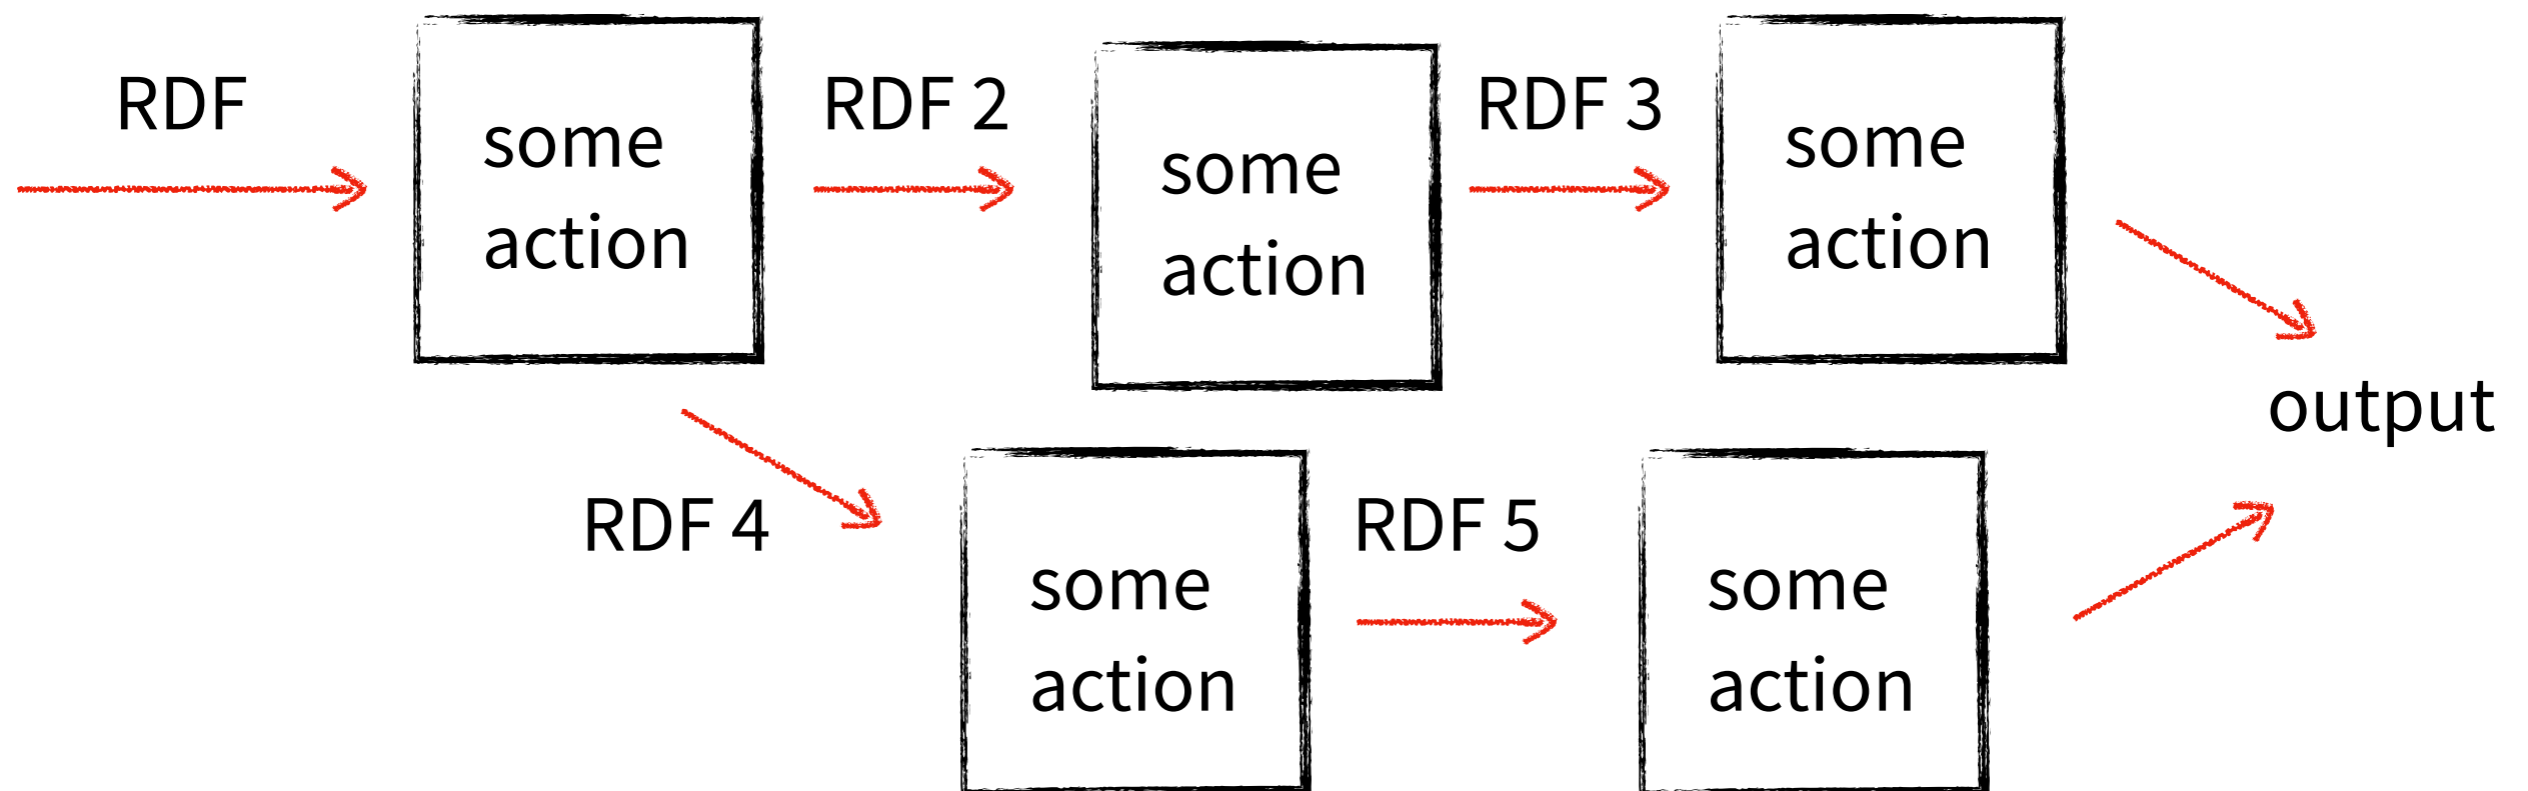 RDF
some
action
RDF 2
some
action
RDF 3
some
action
output
RDF 4
some
action
RDF 5
some
action